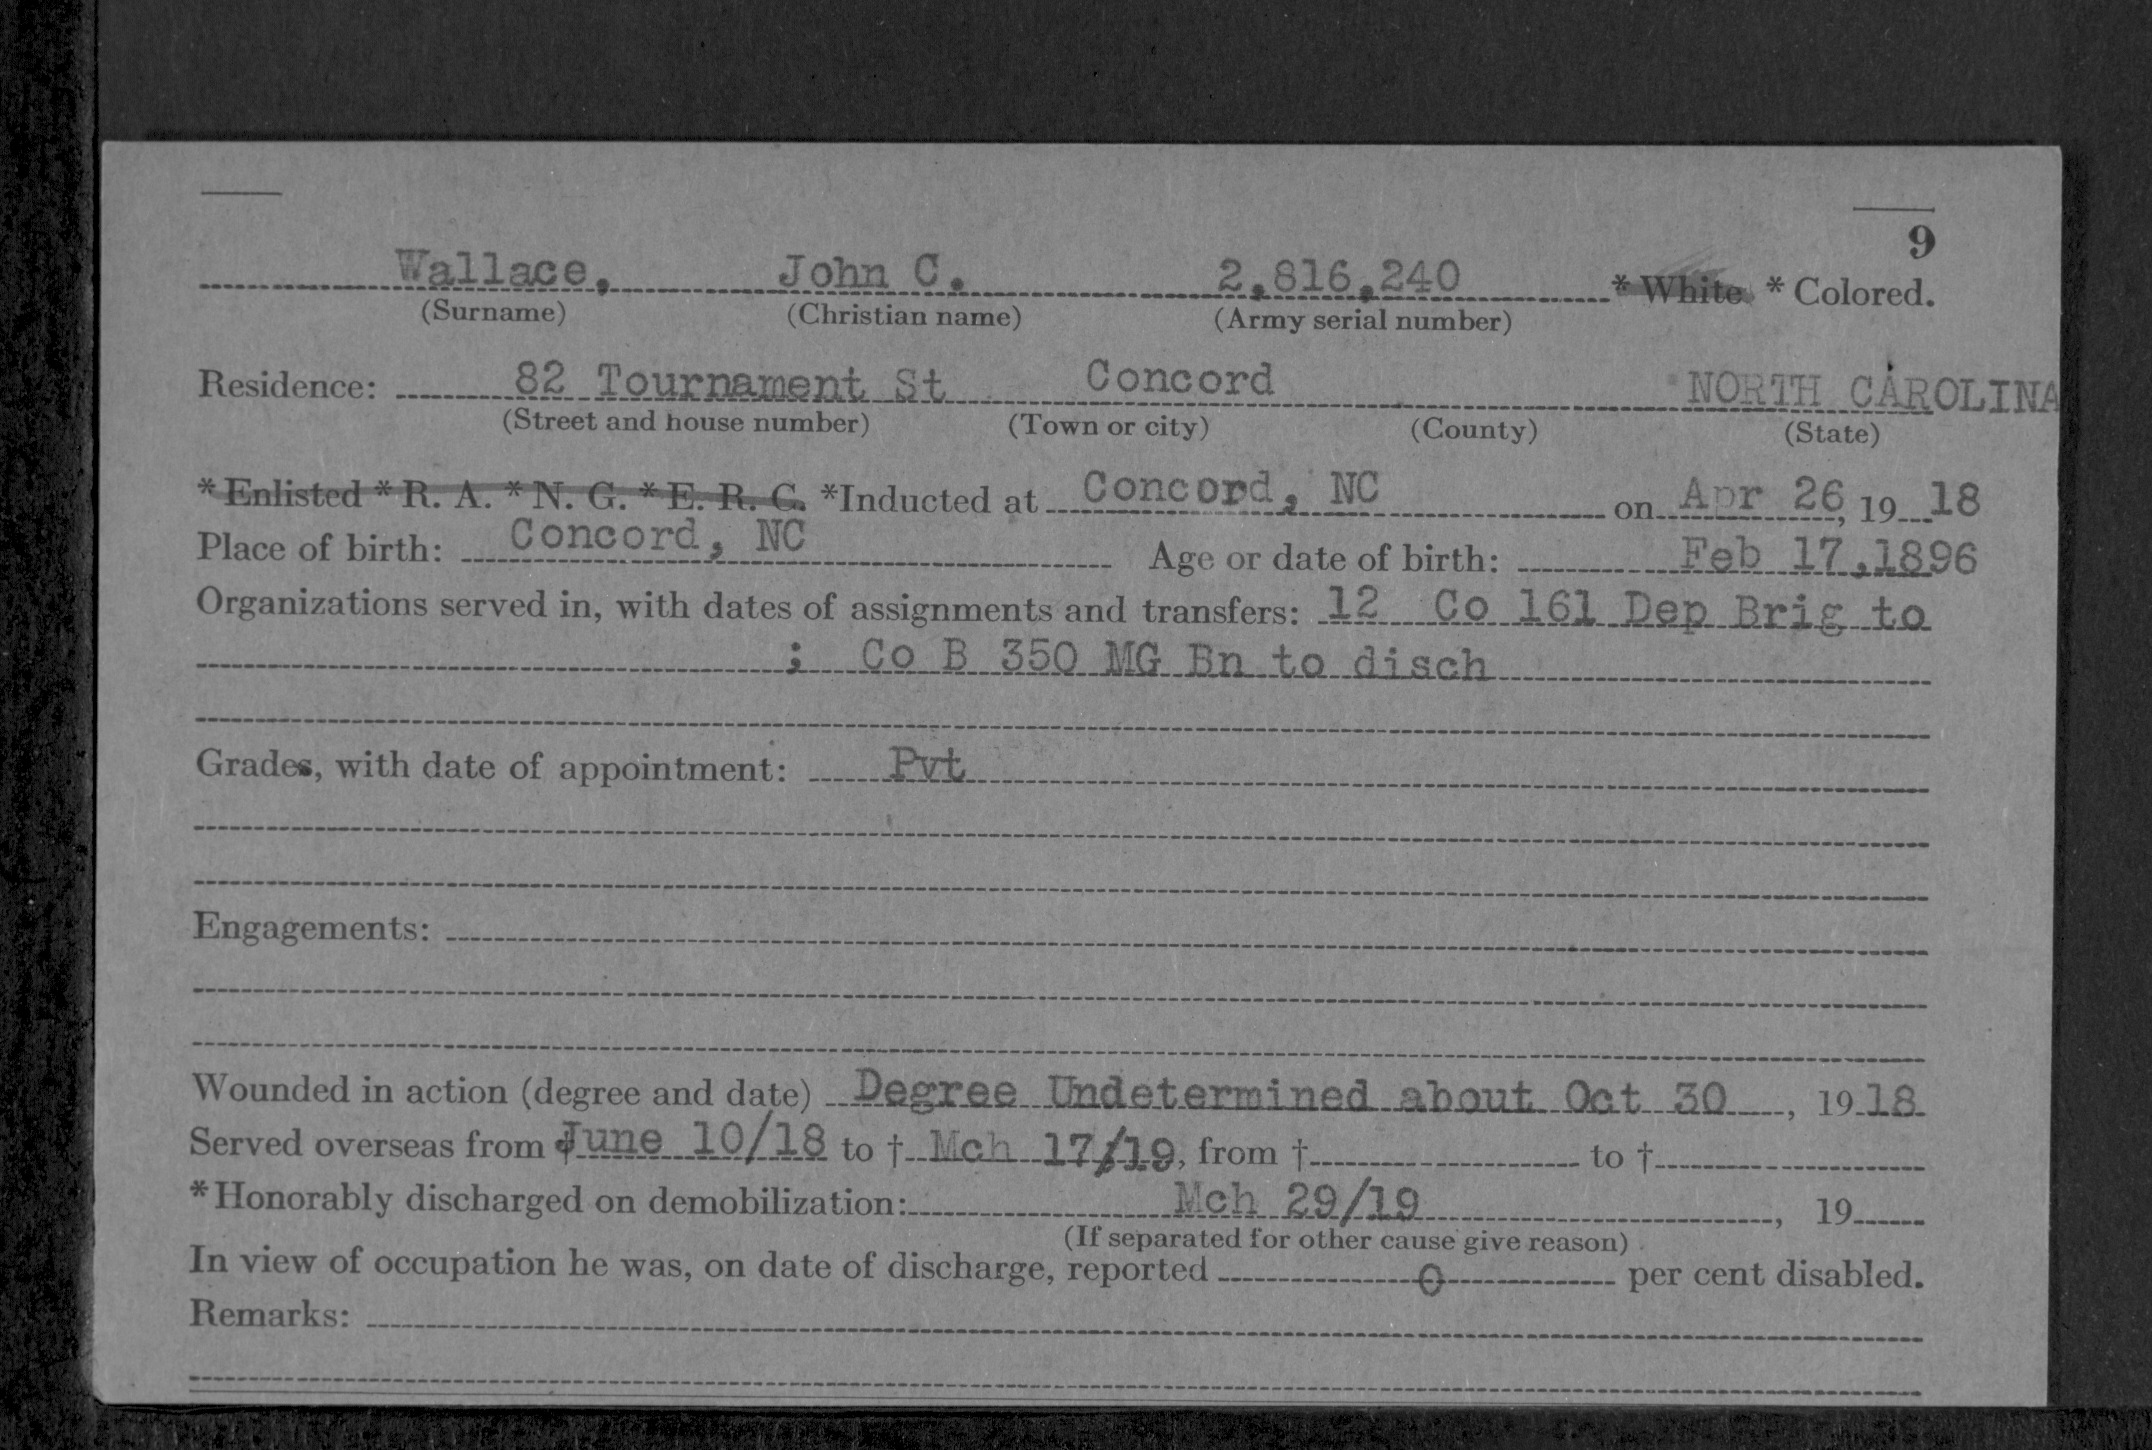 9
Wallace, John C. 2,816,240 * White * Colored.
(Surname) (Christian name) (Army serial number)
Residence: 82 Tournament St Concord NORTH CAROLINA
(Street and house number) (Town or city) (County) (State)
* Enlisted * R. A. * N. G. * E. R. C. *Inducted at Concord, NC on Apr 26, 19 18
Place of birth: Concord, NC Age or date of birth: Feb 17, 1896
Organizations served in, with dates of assignments and transfers: 12 Co 161 Dep Brig to
; Co B 350 MG Bn to disch
Grades, with date of appointment: Pvt
Engagements:
Wounded in action (degree and date) Degree Undetermined about Oct 30, 19 18
Served overseas from † June 10/18 to † Mch 17/19, from † to †
*Honorably discharged on demobilization: Mch 29/19, 19
(If separated for other cause give reason)
In view of occupation he was, on date of discharge, reported 0 per cent disabled.
Remarks: